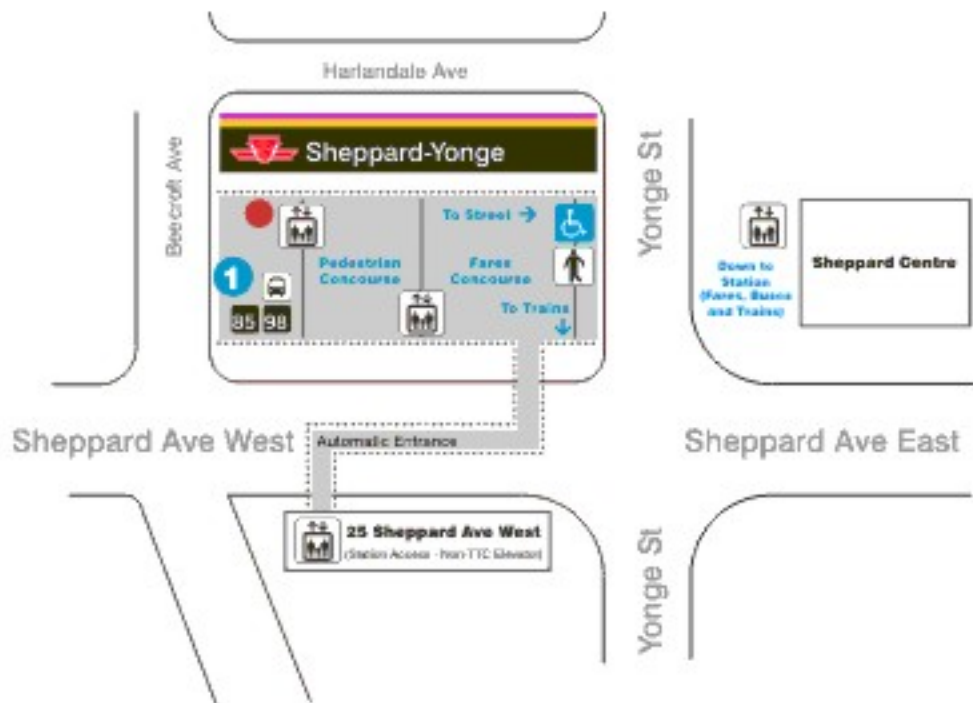 Harlandale Ave
Sheppard-Yonge
Beecroft Ave
Yonge St
To Street →
1
Pedestrian
Concourse
Fares
Concourse
To Trains
↓
85 98
Down to
Station
(Fares, Buses
and Trains)
Sheppard Centre
Sheppard Ave West
Automatic Entrance
Sheppard Ave East
25 Sheppard Ave West
(Station Access - Non-TTC Elevator)
Yonge St